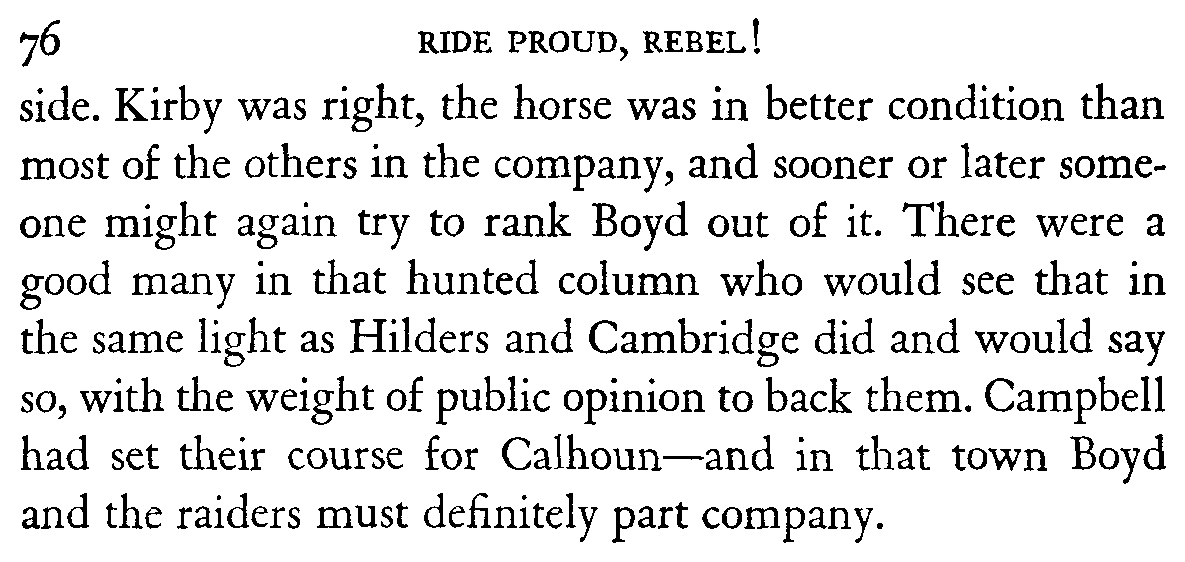 76 RIDE PROUD, REBEL!
side. Kirby was right, the horse was in better condition than
most of the others in the company, and sooner or later some-
one might again try to rank Boyd out of it. There were a
good many in that hunted column who would see that in
the same light as Hilders and Cambridge did and would say
so, with the weight of public opinion to back them. Campbell
had set their course for Calhoun—and in that town Boyd
and the raiders must definitely part company.